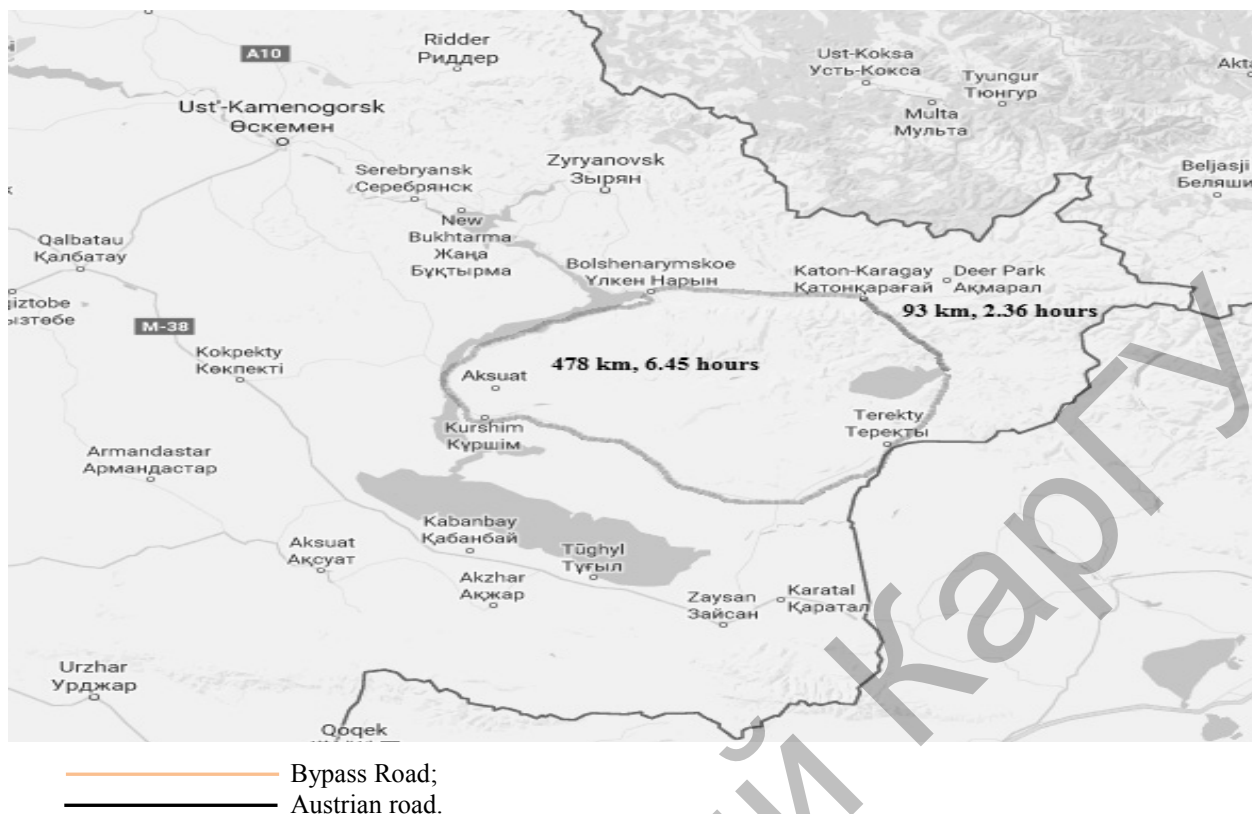 Ridder
Риддер
A10
Ust-Koksa
Усть-Кокса
Tyungur
Тюнгур
Multa
Мульта
Ust'-Kamenogorsk
Өскемен
Zyryanovsk
Зырян
Serebryansk
Серебрянск
Beljasji
Беляши
New
Bukhtarma
Жаңа
Бұқтырма
Qalbatau
Қалбатау
Bolshenarymskoe
Үлкен Нарын
Katon-Karagay
Қатонқарағай
Deer Park
Ақмарал
93 km, 2.36 hours
M-38
Kokpekty
Көкпекті
478 km, 6.45 hours
Aksuat
Kurshim
Күршім
Terekty
Теректы
Armandastar
Армандастар
Kabanbay
Қабанбай
Aksuat
Ақсуат
Tūghyl
Тұғыл
Akzhar
Ақжар
Zaysan
Зайсан
Karatal
Қаратал
Urzhar
Урджар
Qoqek
Bypass Road;
Austrian road.
й КарГУ